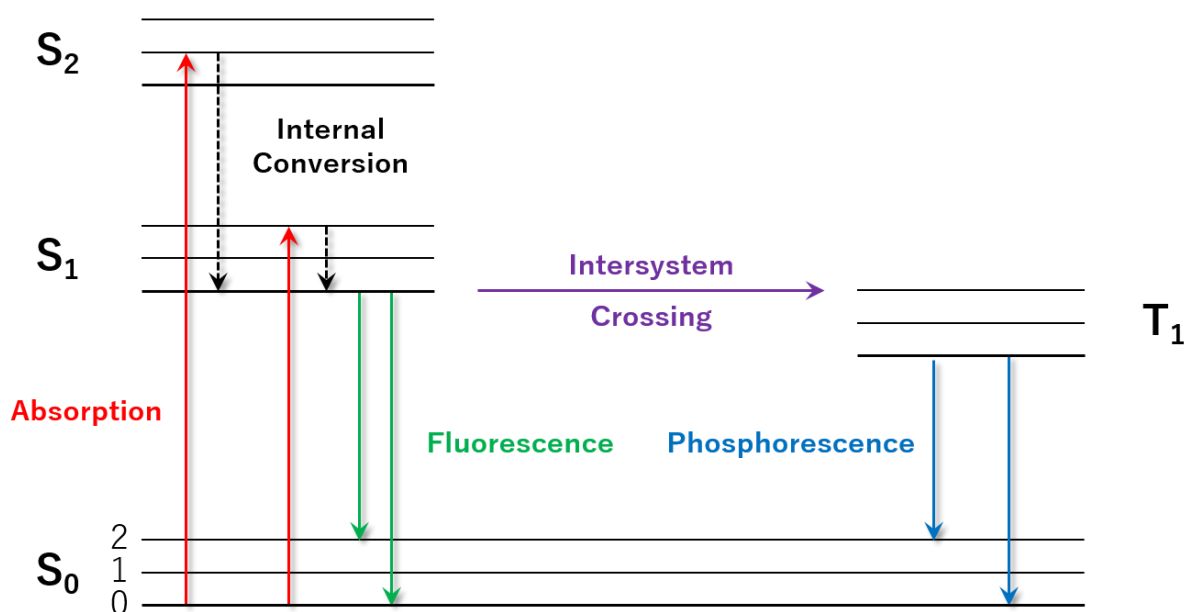 S₂
Internal
Conversion
S₁
Intersystem
Crossing
T₁
Absorption
Fluorescence
Phosphorescence
S₀
2
1
0